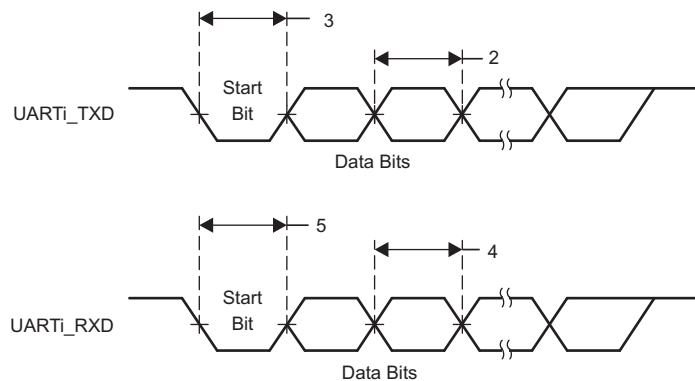 3
2
Start
Bit
UARTi_TXD
Data Bits
5
4
Start
Bit
UARTi_RXD
Data Bits